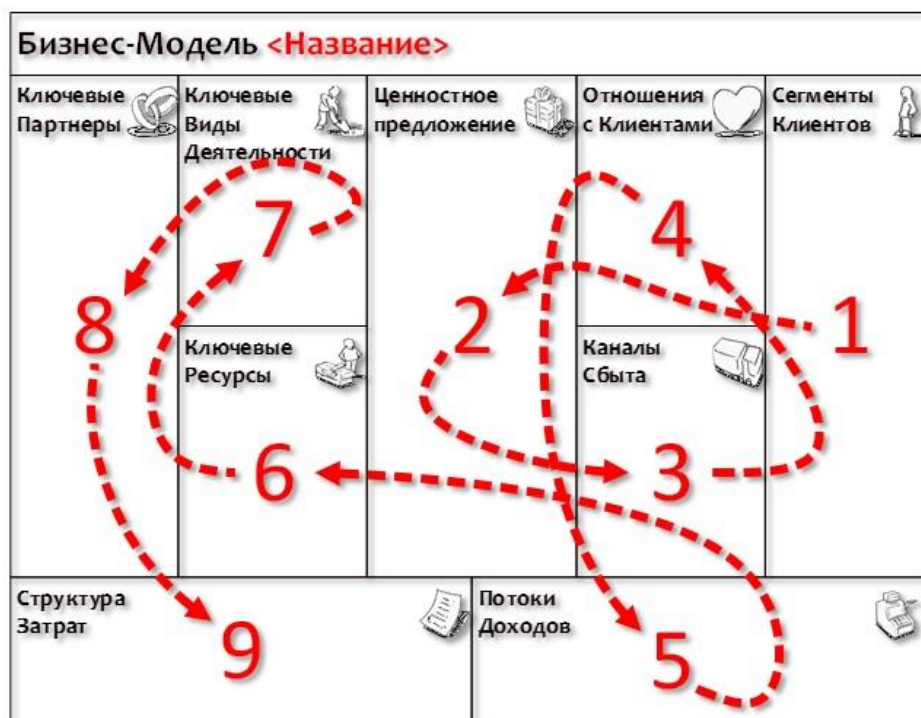 Бизнес-Модель <Название>
Ключевые
Партнеры
Ключевые
Виды
Деятельности
Ценностное
предложение
Отношения
с Клиентами
Сегменты
Клиентов
7
4
8
2
1
Ключевые
Ресурсы
Каналы
Сбыта
6
3
Структура
Затрат
9
Потоки
Доходов
5